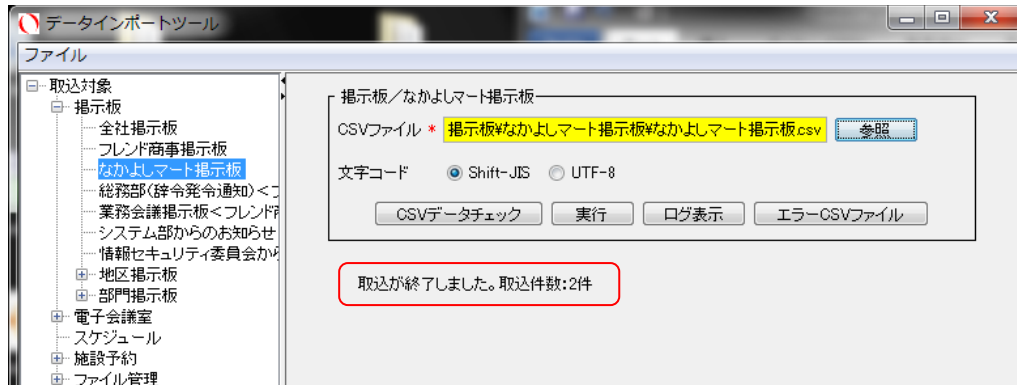 データインポートツール
ファイル
取込対象
掲示板
全社掲示板
フレンド商事掲示板
なかよしマート掲示板
総務部(辞令発令通知)<フ
業務会議掲示板<フレンド商
システム部からのお知らせ
情報セキュリティ委員会から
地区掲示板
部門掲示板
電子会議室
スケジュール
施設予約
ファイル管理
掲示板/なかよしマート掲示板
CSVファイル * 掲示板¥なかよしマート掲示板¥なかよしマート掲示板.csv 参照
文字コード Shift-JIS UTF-8
CSVデータチェック 実行 ログ表示 エラーCSVファイル
取込が終了しました。取込件数:2件